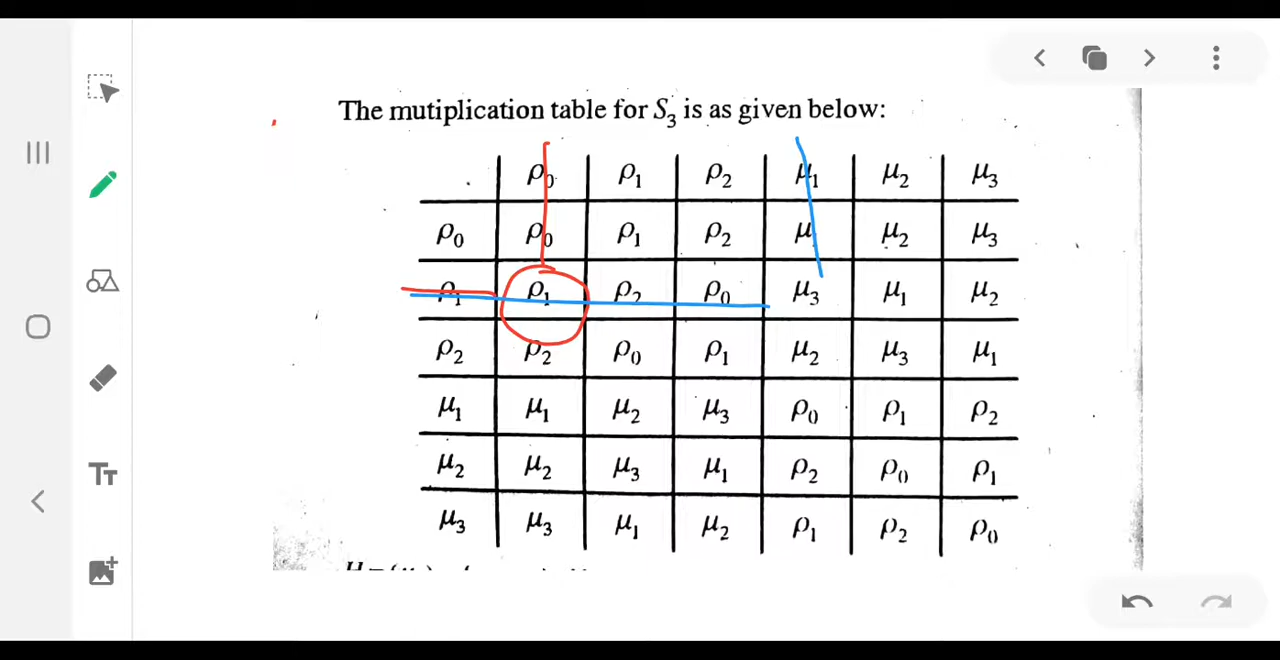 The mutiplication table for S₃ is as given below:
ρ₀ ρ₁ ρ₂ μ₁ μ₂ μ₃
ρ₀ ρ₀ ρ₁ ρ₂ μ₁ μ₂ μ₃
ρ₁ ρ₁ ρ₂ ρ₀ μ₃ μ₁ μ₂
ρ₂ ρ₂ ρ₀ ρ₁ μ₂ μ₃ μ₁
μ₁ μ₁ μ₂ μ₃ ρ₀ ρ₁ ρ₂
μ₂ μ₂ μ₃ μ₁ ρ₂ ρ₀ ρ₁
μ₃ μ₃ μ₁ μ₂ ρ₁ ρ₂ ρ₀
TT